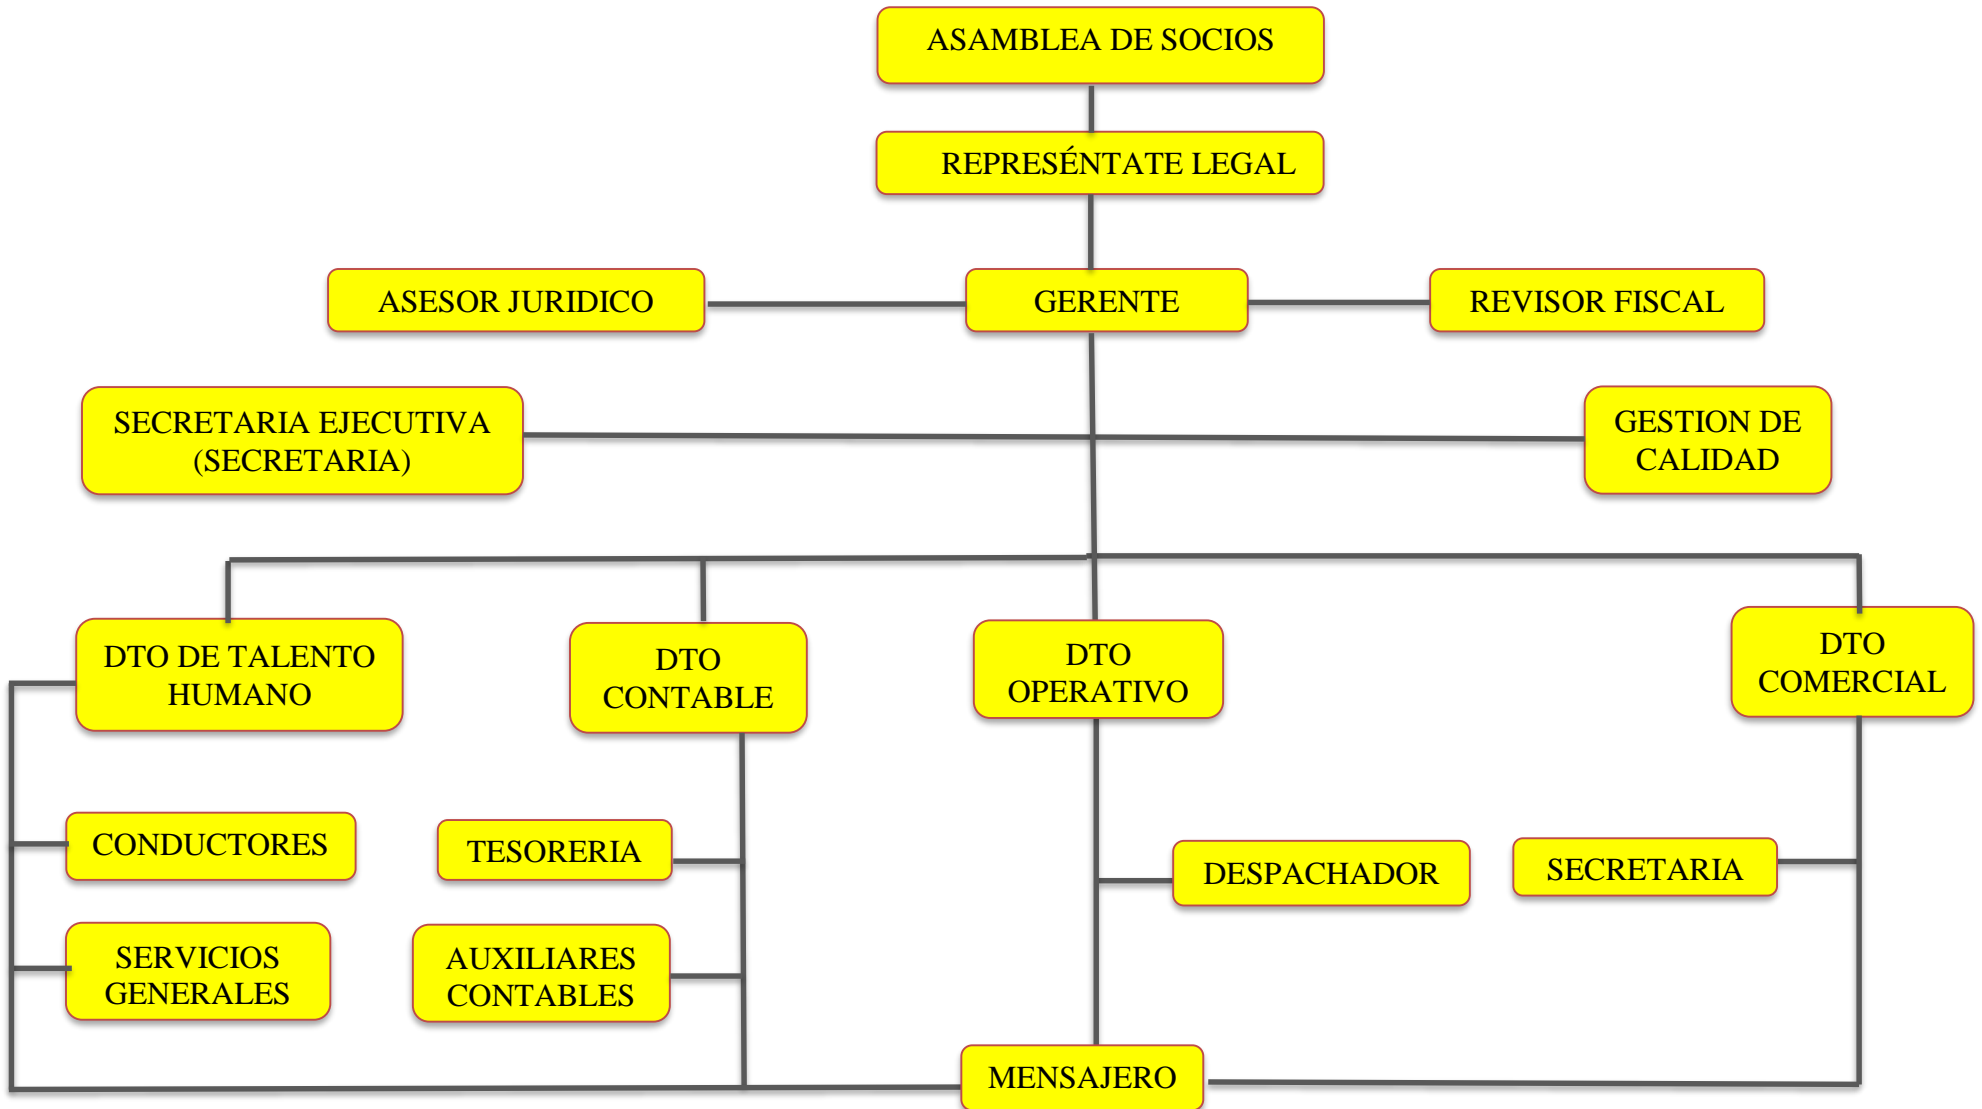 ASAMBLEA DE SOCIOS
REPRESÉNTATE LEGAL
ASESOR JURIDICO
GERENTE
REVISOR FISCAL
SECRETARIA EJECUTIVA
(SECRETARIA)
GESTION DE
CALIDAD
DTO DE TALENTO
HUMANO
DTO
CONTABLE
DTO
OPERATIVO
DTO
COMERCIAL
CONDUCTORES
TESORERIA
DESPACHADOR
SECRETARIA
SERVICIOS
GENERALES
AUXILIARES
CONTABLES
MENSAJERO